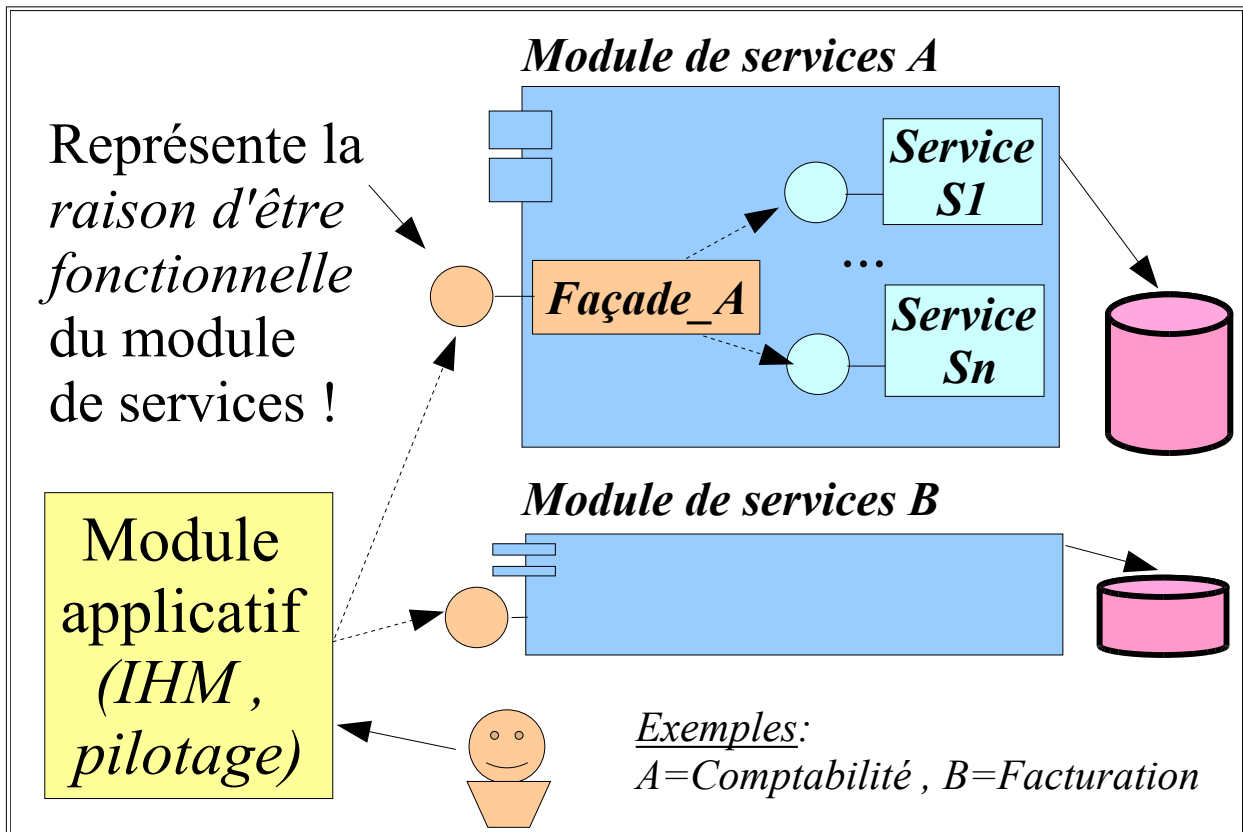 Module de services A
Représente la
raison d'être
fonctionnelle
du module
de services !
Service
S1
...
Façade_A
Service
Sn
Module de services B
Module
applicatif
(IHM ,
pilotage)
Exemples:
A=Comptabilité , B=Facturation